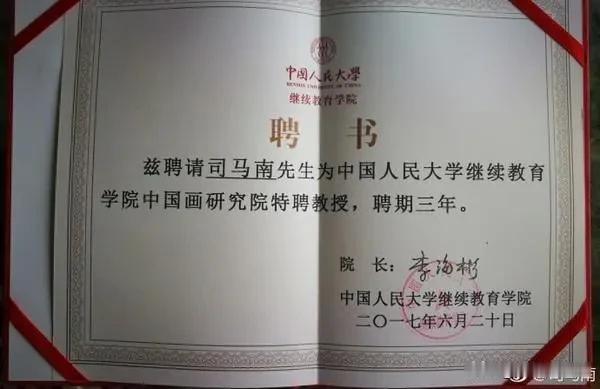 中国人民大學
RENMIN UNIVERSITY OF CHINA
继续教育学院
聘 书
兹聘请司马南先生为中国人民大学继续教育
学院中国画研究院特聘教授，聘期三年。
院 长：李海彬
中国人民大学继续教育学院
二〇一七年六月二十日